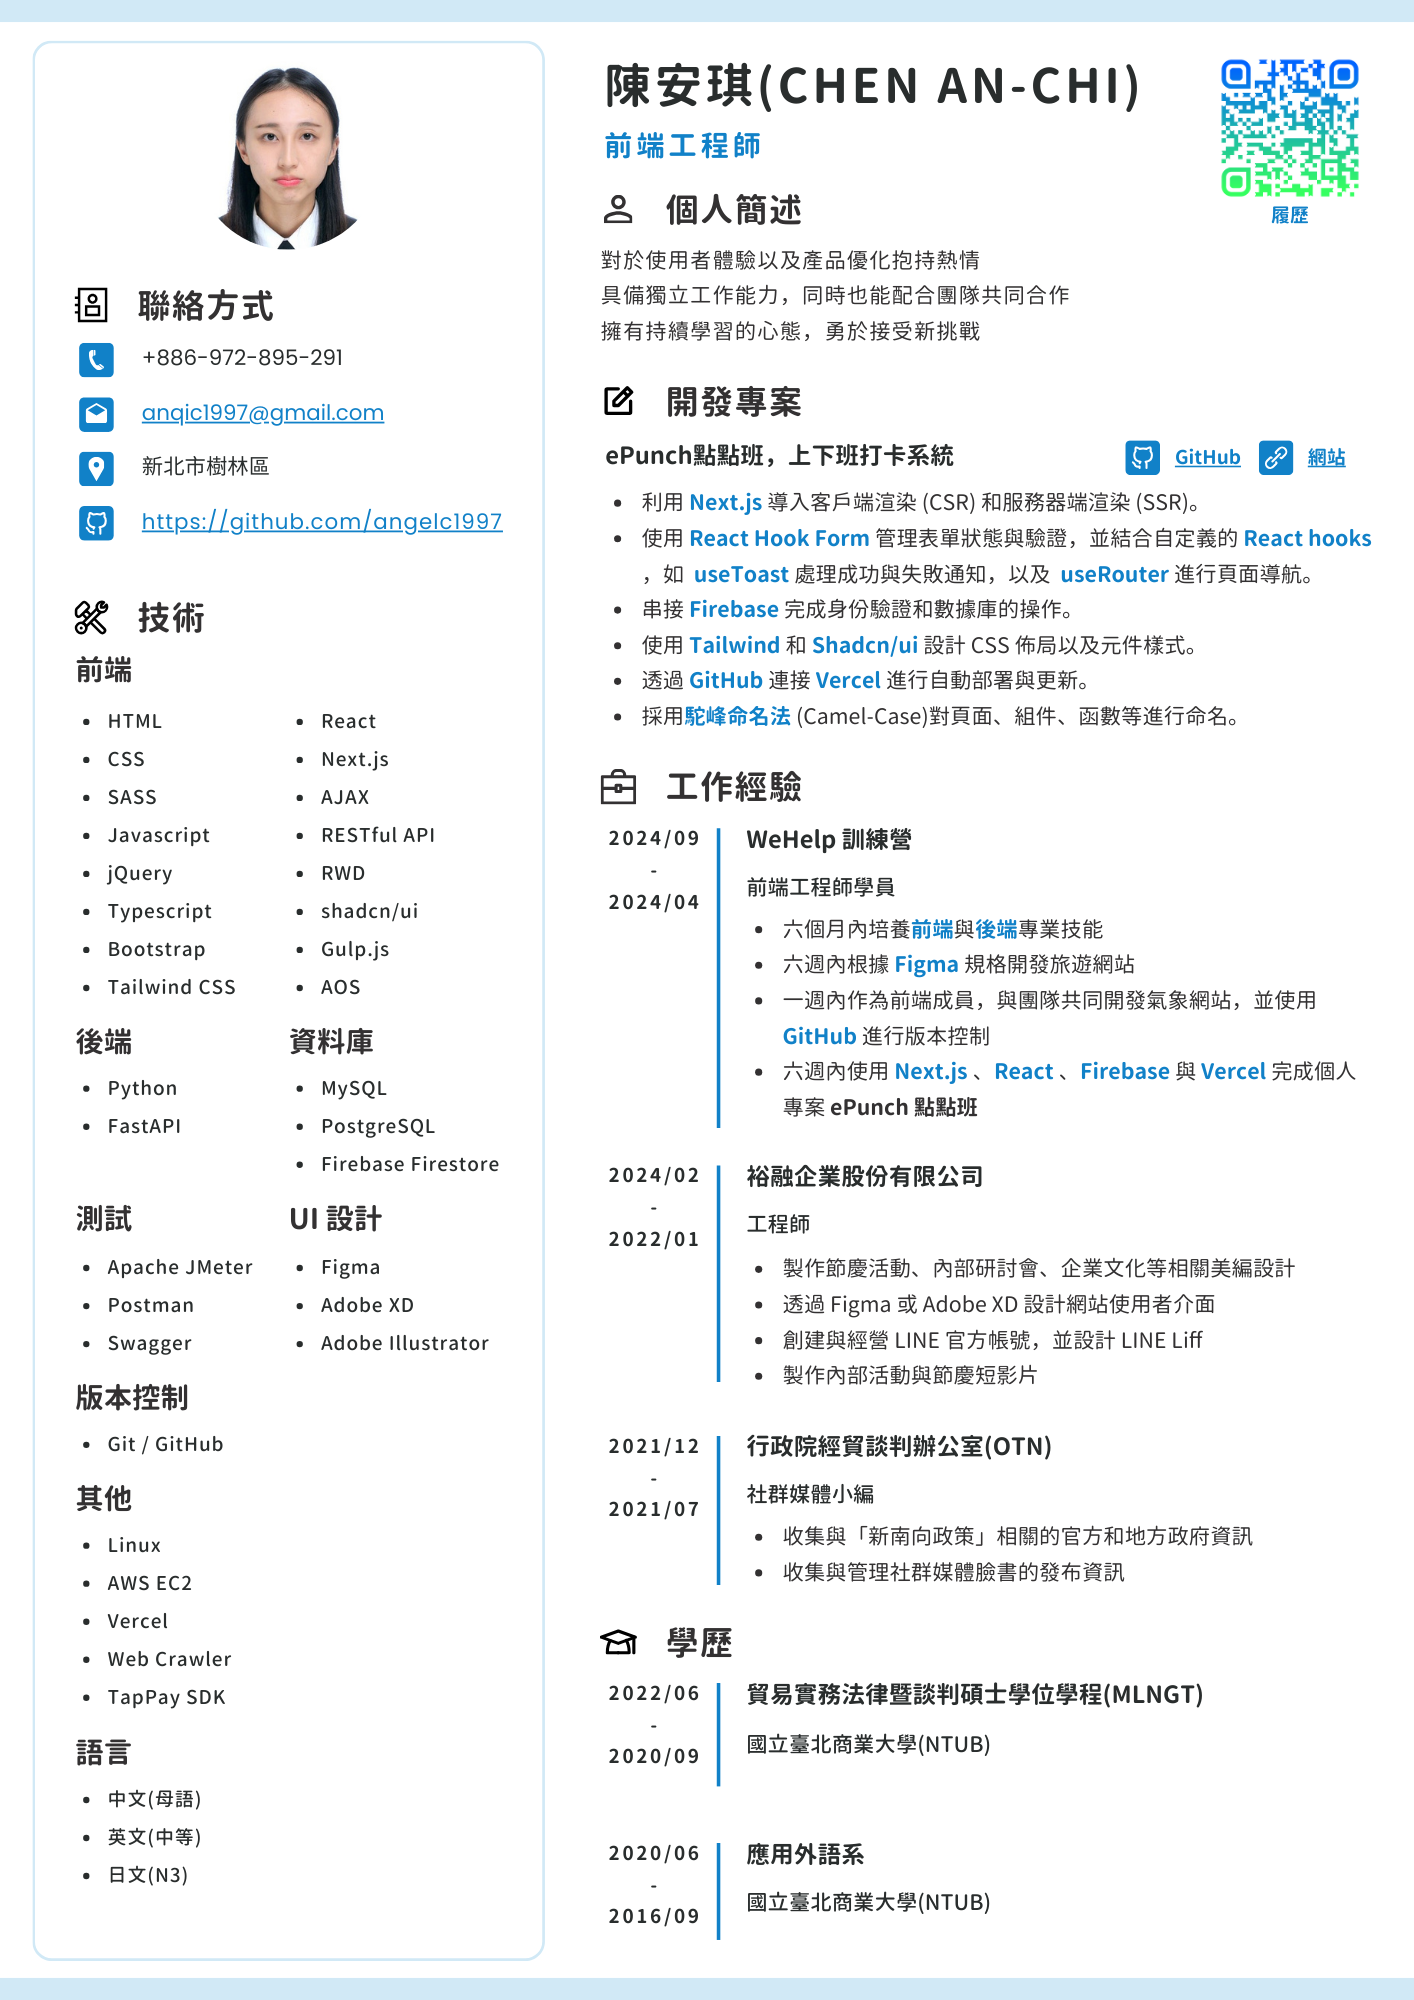 聯絡方式
+886-972-895-291
anqic1997@gmail.com
新北市樹林區
https://github.com/angelc1997
技術
前端
HTML
CSS
SASS
Javascript
jQuery
Typescript
Bootstrap
Tailwind CSS
React
Next.js
AJAX
RESTful API
RWD
shadcn/ui
Gulp.js
AOS
後端
Python
FastAPI
資料庫
MySQL
PostgreSQL
Firebase Firestore
測試
Apache JMeter
Postman
Swagger
UI 設計
Figma
Adobe XD
Adobe Illustrator
版本控制
Git / GitHub
其他
Linux
AWS EC2
Vercel
Web Crawler
TapPay SDK
語言
中文(母語)
英文(中等)
日文(N3)
陳安琪(CHEN AN-CHI)
前端工程師
履歷
個人簡述
對於使用者體驗以及產品優化抱持熱情
具備獨立工作能力，同時也能配合團隊共同合作
擁有持續學習的心態，勇於接受新挑戰
開發專案
ePunch點點班，上下班打卡系統 GitHub 網站
利用 Next.js 導入客戶端渲染 (CSR) 和服務器端渲染 (SSR)。
使用 React Hook Form 管理表單狀態與驗證，並結合自定義的 React hooks
，如 useToast 處理成功與失敗通知，以及 useRouter 進行頁面導航。
串接 Firebase 完成身份驗證和數據庫的操作。
使用 Tailwind 和 Shadcn/ui 設計 CSS 佈局以及元件樣式。
透過 GitHub 連接 Vercel 進行自動部署與更新。
採用駝峰命名法 (Camel-Case)對頁面、組件、函數等進行命名。
工作經驗
2024/09
-
2024/04
WeHelp 訓練營
前端工程師學員
六個月內培養前端與後端專業技能
六週內根據 Figma 規格開發旅遊網站
一週內作為前端成員，與團隊共同開發氣象網站，並使用
GitHub 進行版本控制
六週內使用 Next.js 、React 、Firebase 與 Vercel 完成個人
專案 ePunch 點點班
2024/02
-
2022/01
裕融企業股份有限公司
工程師
製作節慶活動、內部研討會、企業文化等相關美編設計
透過 Figma 或 Adobe XD 設計網站使用者介面
創建與經營 LINE 官方帳號，並設計 LINE Liff
製作內部活動與節慶短影片
2021/12
-
2021/07
行政院經貿談判辦公室(OTN)
社群媒體小編
收集與「新南向政策」相關的官方和地方政府資訊
收集與管理社群媒體臉書的發布資訊
學歷
2022/06
-
2020/09
貿易實務法律暨談判碩士學位學程(MLNGT)
國立臺北商業大學(NTUB)
2020/06
-
2016/09
應用外語系
國立臺北商業大學(NTUB)